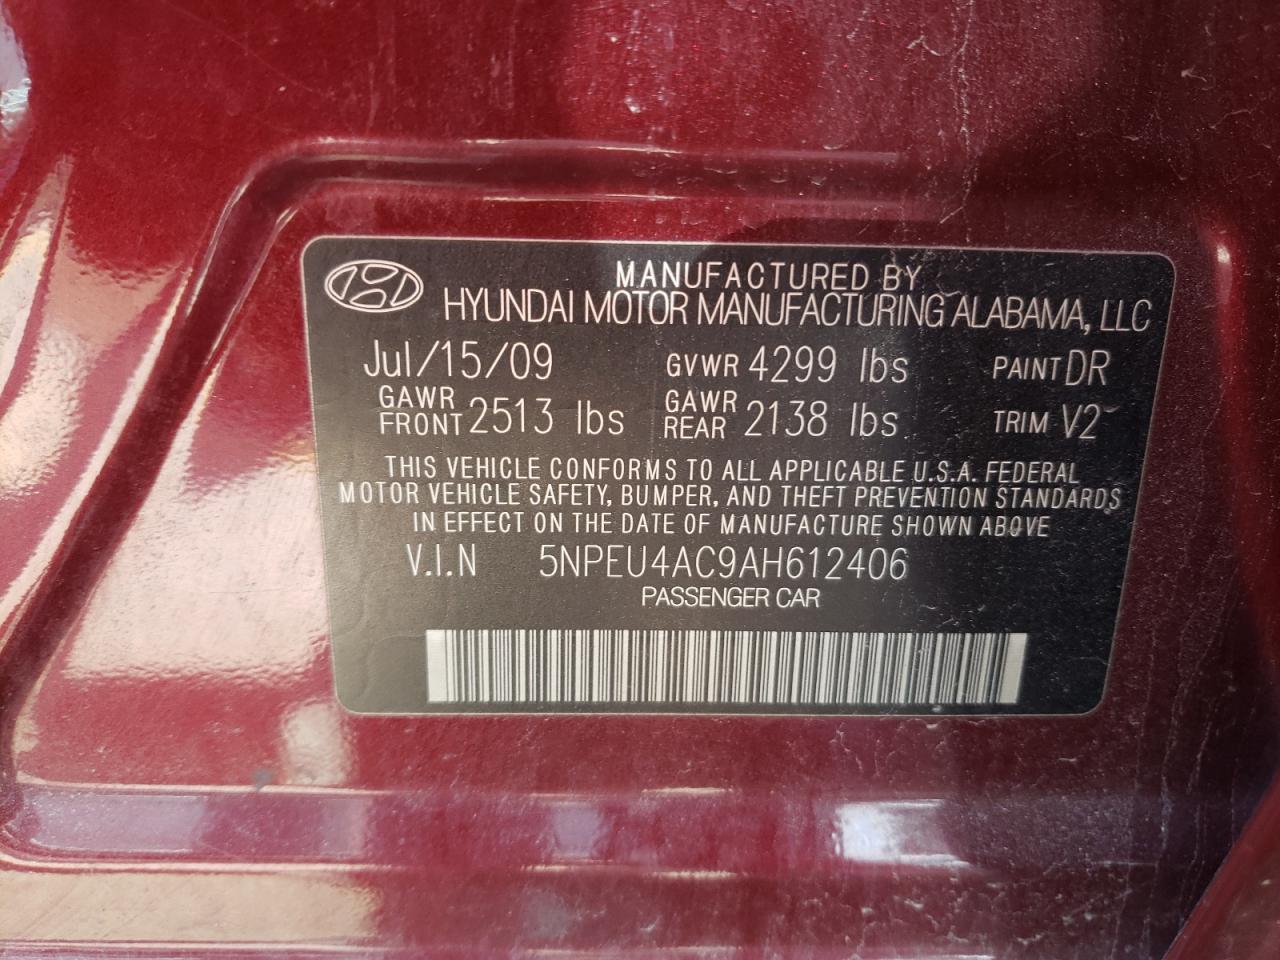 MANUFACTURED BY
HYUNDAI MOTOR MANUFACTURING ALABAMA, LLC
Jul/15/09 GVWR 4299 lbs PAINT DR
GAWR FRONT 2513 lbs GAWR REAR 2138 lbs TRIM V2
THIS VEHICLE CONFORMS TO ALL APPLICABLE U.S.A. FEDERAL
MOTOR VEHICLE SAFETY, BUMPER, AND THEFT PREVENTION STANDARDS
IN EFFECT ON THE DATE OF MANUFACTURE SHOWN ABOVE
V.I.N 5NPEU4AC9AH612406
PASSENGER CAR